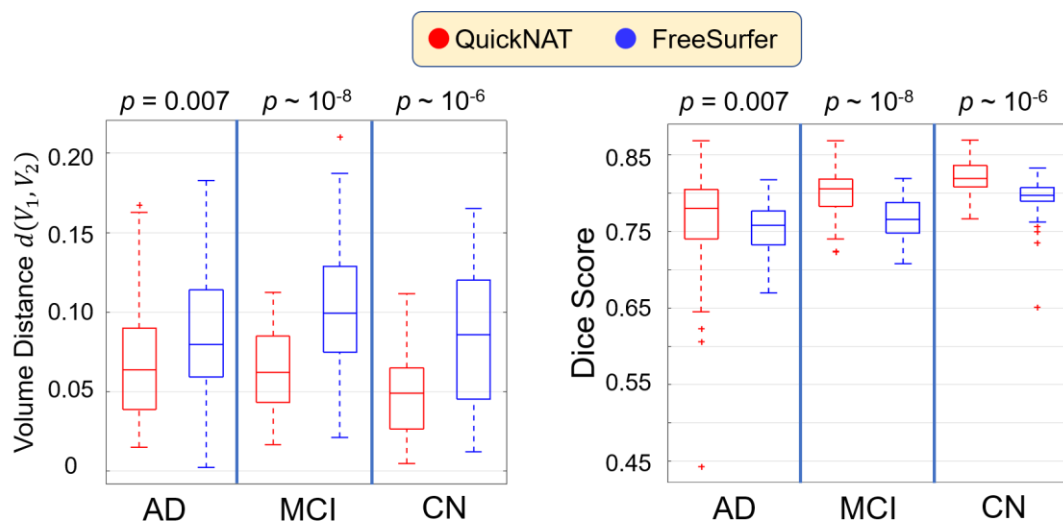 QuickNAT FreeSurfer
p = 0.007 p ~ 10⁻⁸ p ~ 10⁻⁶
Volume Distance d(V₁, V₂)
0.20
0.15
0.10
0.05
0
AD MCI CN
p = 0.007 p ~ 10⁻⁸ p ~ 10⁻⁶
Dice Score
0.85
0.75
0.65
0.55
0.45
AD MCI CN